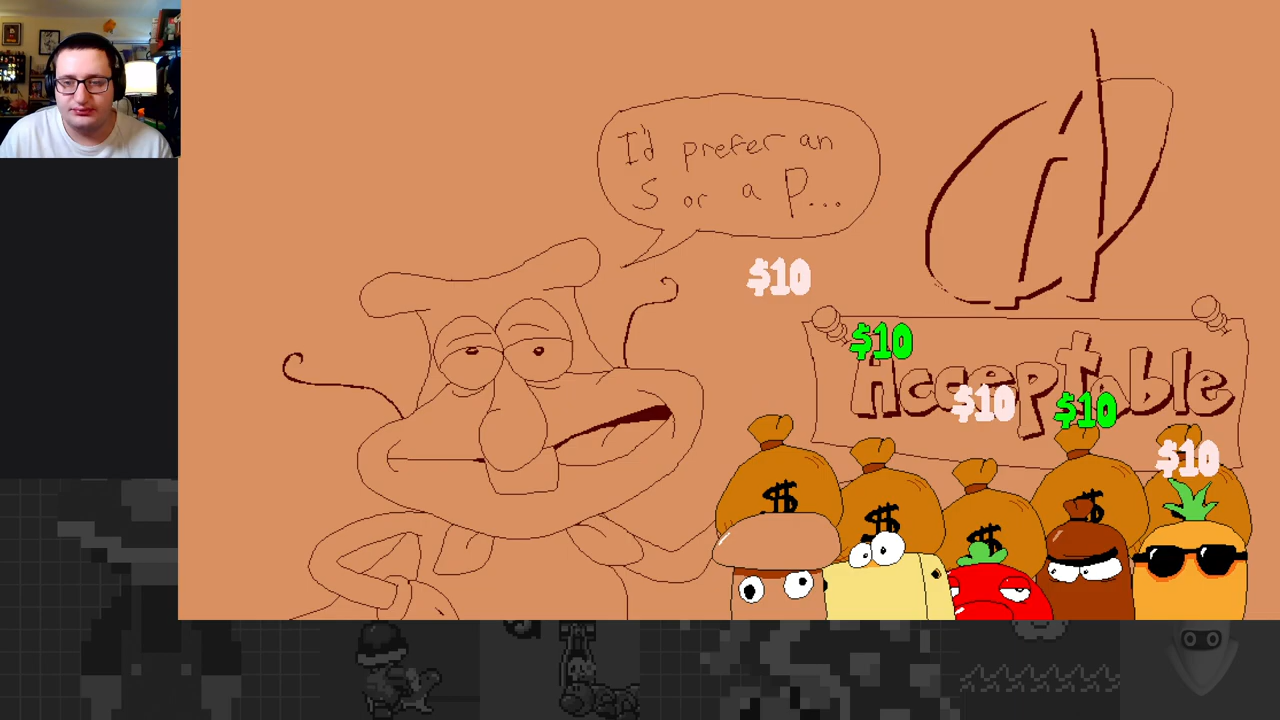 I'd prefer an
S or a P...
A
Acceptable
$10
$10
$10
$10
$10
$
$
$
$